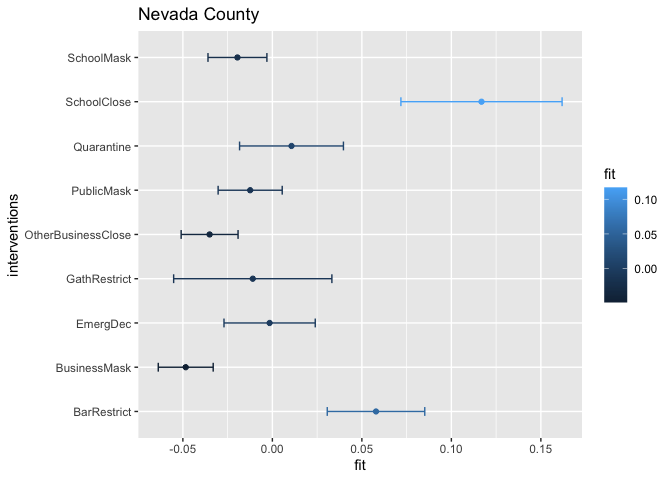 Nevada County
interventions
SchoolMask
SchoolClose
Quarantine
PublicMask
OtherBusinessClose
GathRestrict
EmergDec
BusinessMask
BarRestrict
-0.05 0.00 0.05 0.10 0.15
fit
fit
0.10
0.05
0.00